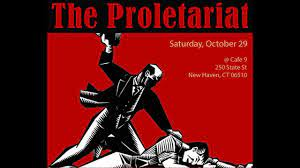 The Proletariat
Saturday, October 29
@ Cafe 9
250 State St
New Haven, CT 06510